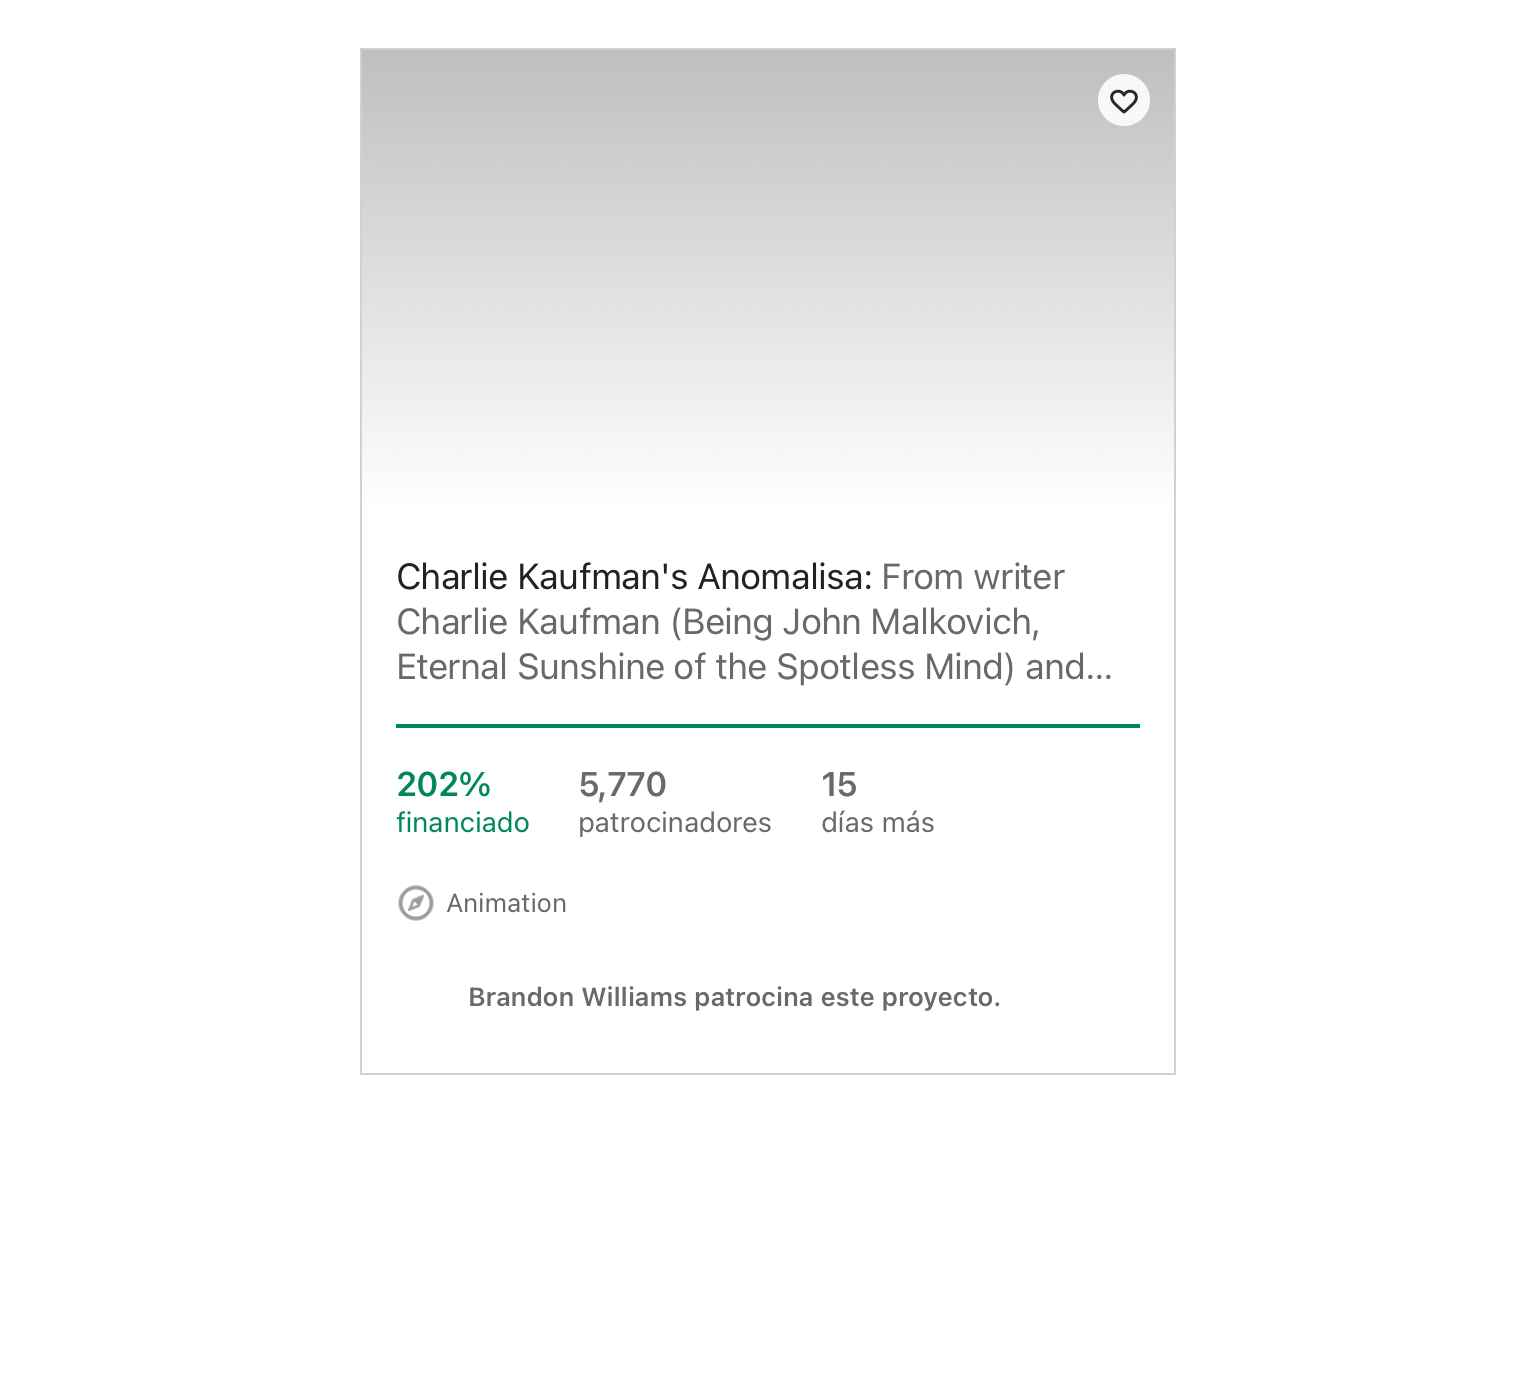 Charlie Kaufman's Anomalisa: From writer
Charlie Kaufman (Being John Malkovich,
Eternal Sunshine of the Spotless Mind) and...
202%
financiado
5,770
patrocinadores
15
días más
Animation
Brandon Williams patrocina este proyecto.